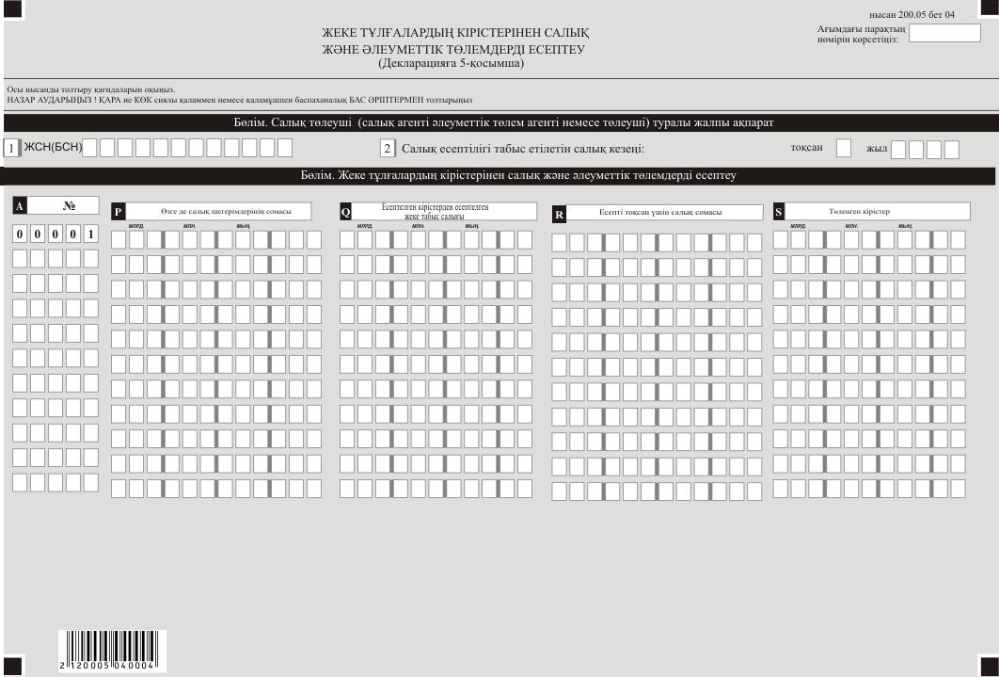 нысан 200.05 бет 04
ЖЕКЕ ТҰЛҒАЛАРДЫҢ КІРІСТЕРІНЕН САЛЫҚ
ЖӘНЕ ӘЛЕУМЕТТІК ТӨЛЕМДЕРДІ ЕСЕПТЕУ
(Декларацияға 5-қосымша)
Ағымдағы парақтың
нөмірін көрсетіңіз:
Осы нысанды толтыру қағидаларын оқыңыз.
НАЗАР АУДАРЫҢЫЗ ! ҚАРА не КӨК сиялы қаламмен немесе қаламұшпен баспаханалық БАС ӘРІПТЕРМЕН толтырыңыз
Бөлім. Салық төлеуші (салық агенті әлеуметтік төлем агенті немесе төлеуші) туралы жалпы ақпарат
1 ЖСН(БСН)
2 Салық есептілігі табыс етілетін салық кезеңі:
тоқсан
жыл
Бөлім. Жеке тұлғалардың кірістерінен салық және әлеуметтік төлемдерді есептеу
A №
P Өзге де салық шегерімдерінің сомасы
Q Есептелген кірістерден есептелген
жеке табыс салығы
R Есепті тоқсан үшін салық сомасы
S Төленген кірістер
МЛРД. МЛН. МЫҢ.
МЛРД. МЛН. МЫҢ.
МЛРД. МЛН. МЫҢ.
0 0 0 0 1
2 120005 040004